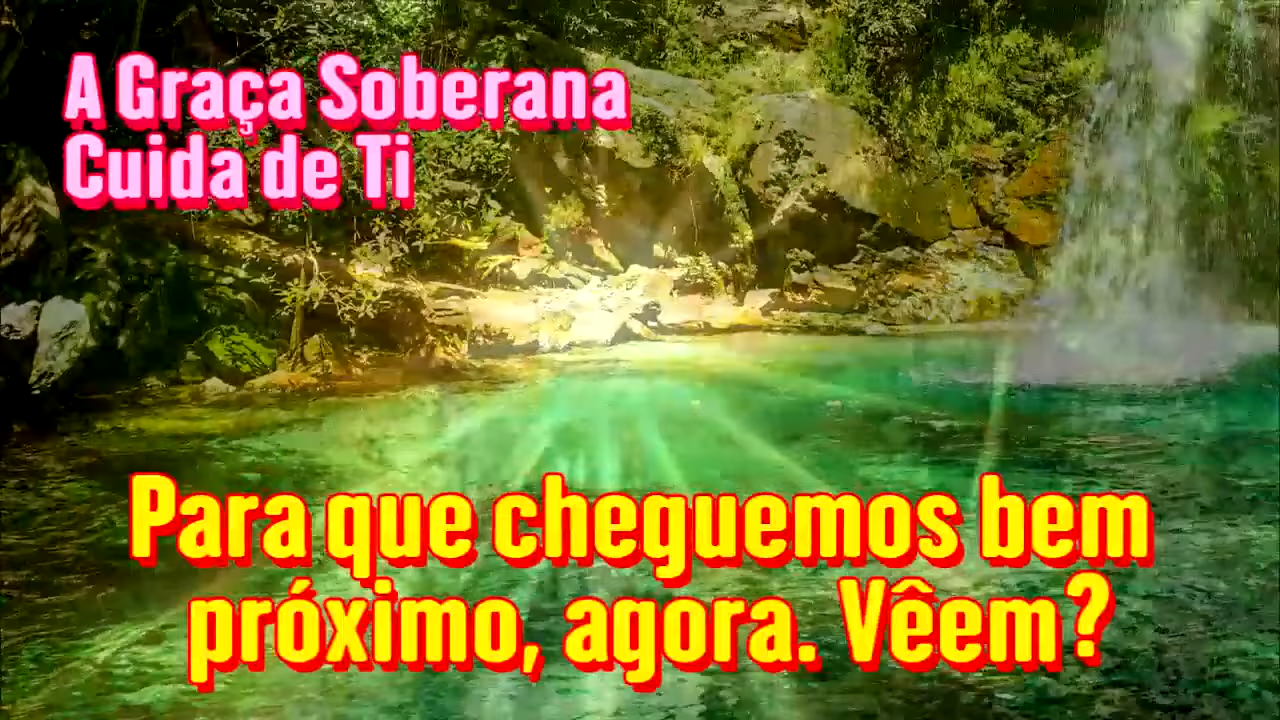 A Graça Soberana
Cuida de Ti
Para que cheguemos bem
próximo, agora. Vêem?